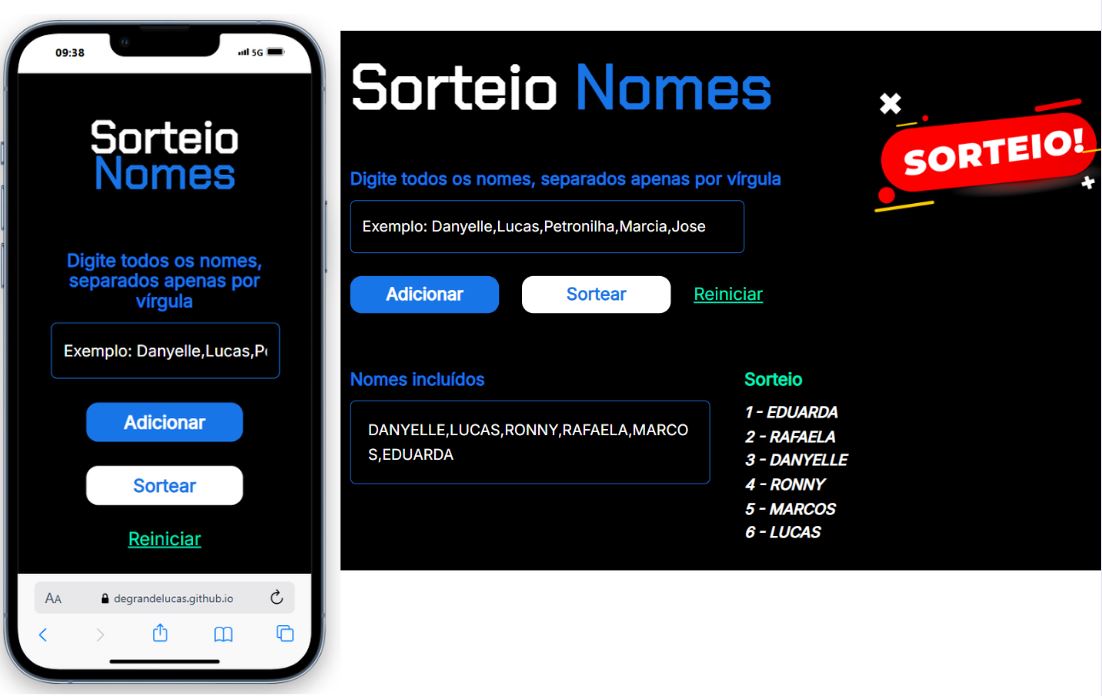 09:38
5G
Sorteio
Nomes
Digite todos os nomes,
separados apenas por
vírgula
Exemplo: Danyelle,Lucas,P
Adicionar
Sortear
Reiniciar
AA
degrandelucas.github.io
Sorteio Nomes
SORTEIO!
Digite todos os nomes, separados apenas por vírgula
Exemplo: Danyelle,Lucas,Petronilha,Marcia,Jose
Adicionar Sortear Reiniciar
Nomes incluídos
DANYELLE,LUCAS,RONNY,RAFAELA,MARCO
S,EDUARDA
Sorteio
1 - EDUARDA
2 - RAFAELA
3 - DANYELLE
4 - RONNY
5 - MARCOS
6 - LUCAS